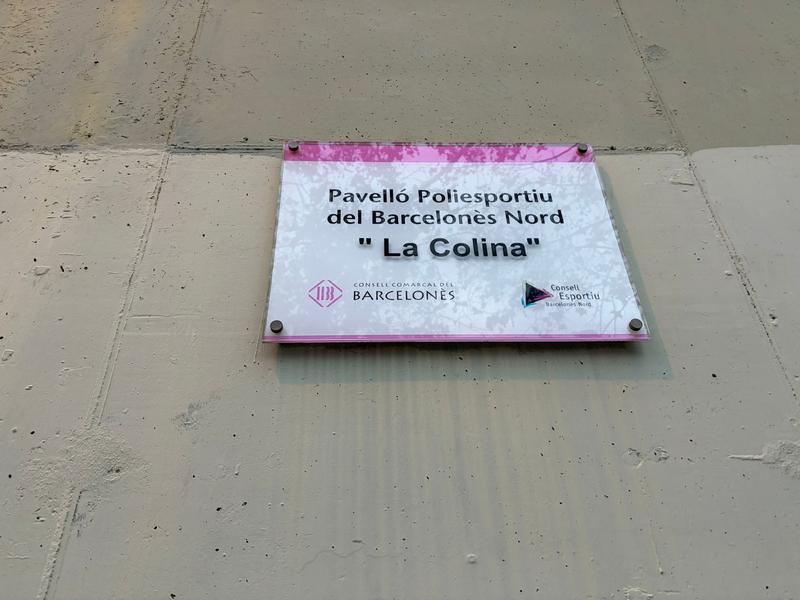 Pavelló Poliesportiu
del Barcelonès Nord
" La Colina"
CONSELL COMARCAL DEL
BARCELONÈS
Consell
Esportiu
Barcelonès Nord